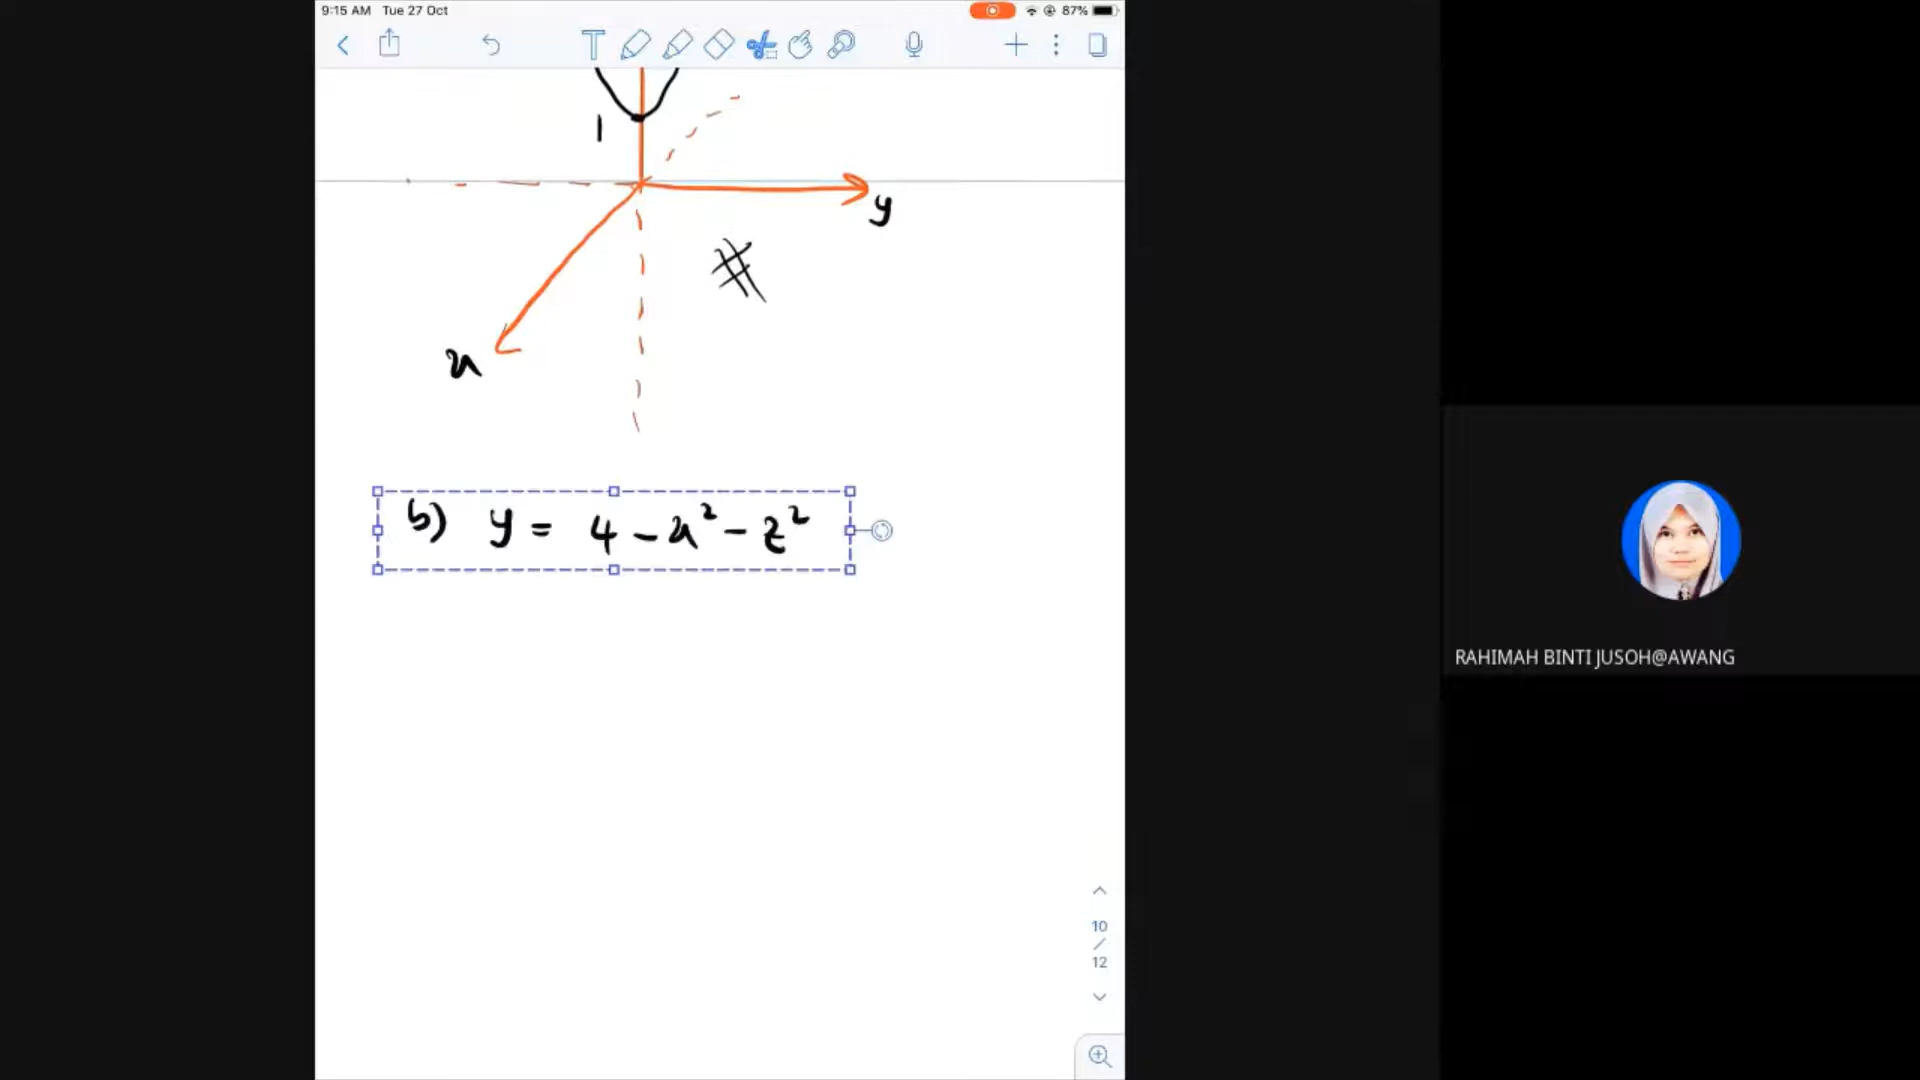 9:15 AM Tue 27 Oct
87%
T
1
y
x
#
b) y = 4 - x² - z²
RAHIMAH BINTI JUSOH@AWANG
10
/
12